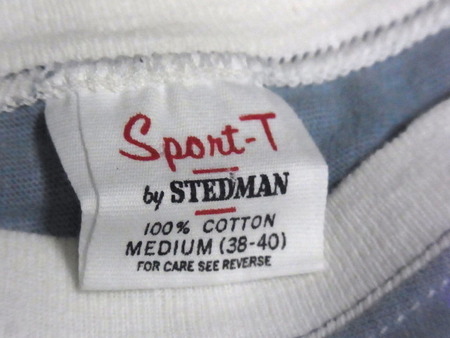 Sport-T
by STEDMAN
100% COTTON
MEDIUM (38-40)
FOR CARE SEE REVERSE